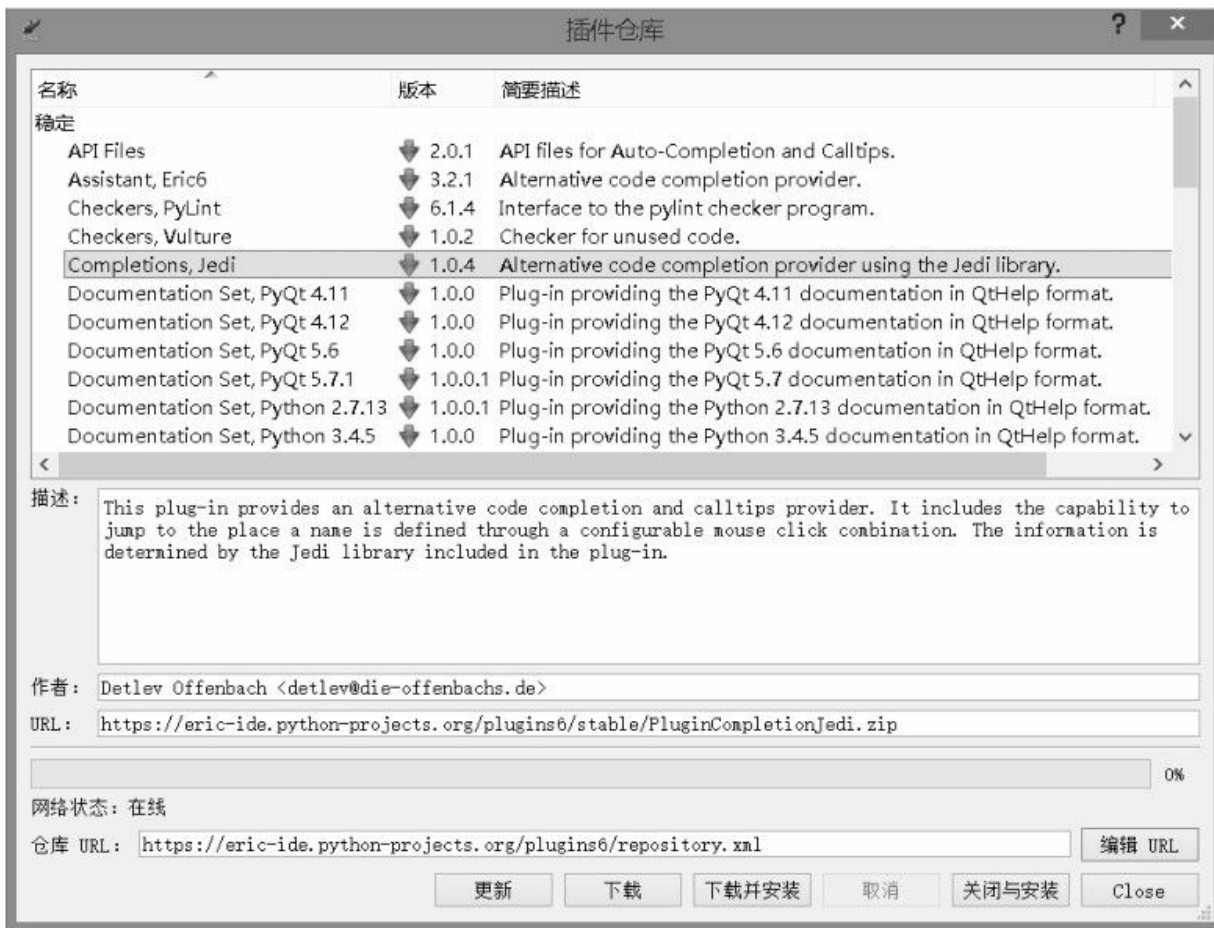 插件仓库 ? ×
名称 版本 简要描述
稳定
API Files 2.0.1 API files for Auto-Completion and Calltips.
Assistant, Eric6 3.2.1 Alternative code completion provider.
Checkers, PyLint 6.1.4 Interface to the pylint checker program.
Checkers, Vulture 1.0.2 Checker for unused code.
Completions, Jedi 1.0.4 Alternative code completion provider using the Jedi library.
Documentation Set, PyQt 4.11 1.0.0 Plug-in providing the PyQt 4.11 documentation in QtHelp format.
Documentation Set, PyQt 4.12 1.0.0 Plug-in providing the PyQt 4.12 documentation in QtHelp format.
Documentation Set, PyQt 5.6 1.0.0 Plug-in providing the PyQt 5.6 documentation in QtHelp format.
Documentation Set, PyQt 5.7.1 1.0.0.1 Plug-in providing the PyQt 5.7 documentation in QtHelp format.
Documentation Set, Python 2.7.13 1.0.0.1 Plug-in providing the Python 2.7.13 documentation in QtHelp format.
Documentation Set, Python 3.4.5 1.0.0 Plug-in providing the Python 3.4.5 documentation in QtHelp format.
描述: This plug-in provides an alternative code completion and calltips provider. It includes the capability to
jump to the place a name is defined through a configurable mouse click combination. The information is
determined by the Jedi library included in the plug-in.
作者: Detlev Offenbach <detlev@die-offenbachs.de>
URL: https://eric-ide.python-projects.org/plugins6/stable/PluginCompletionJedi.zip
0%
网络状态: 在线
仓库 URL: https://eric-ide.python-projects.org/plugins6/repository.xml 编辑 URL
更新 下载 下载并安装 取消 关闭与安装 Close